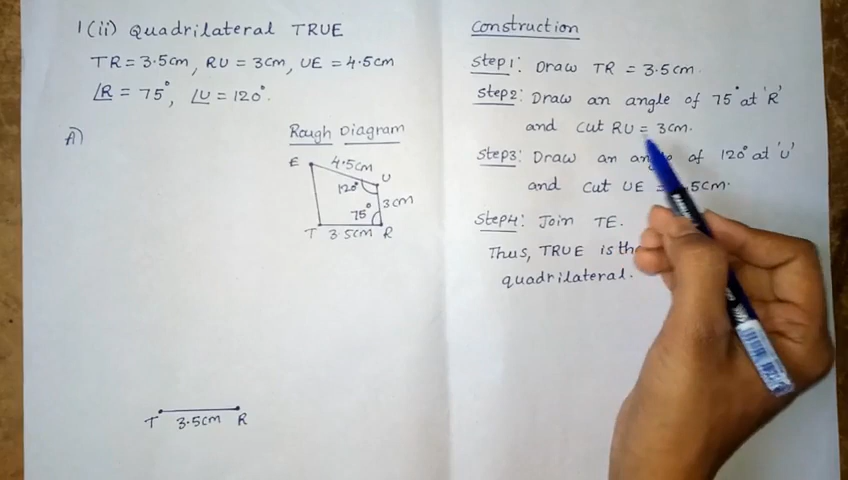 1(ii) Quadrilateral TRUE
TR = 3.5cm, RU = 3cm, UE = 4.5cm
∠R = 75°, ∠U = 120°.
A)
Rough Diagram
E 4.5cm U
120°
3cm
75°
T 3.5cm R
T 3.5cm R
Construction
Step1: Draw TR = 3.5cm.
Step2: Draw an angle of 75° at 'R'
and cut RU = 3cm.
Step3: Draw an angle of 120° at 'U'
and cut UE = .5cm.
Step4: Join TE.
Thus, TRUE is
quadrilateral.